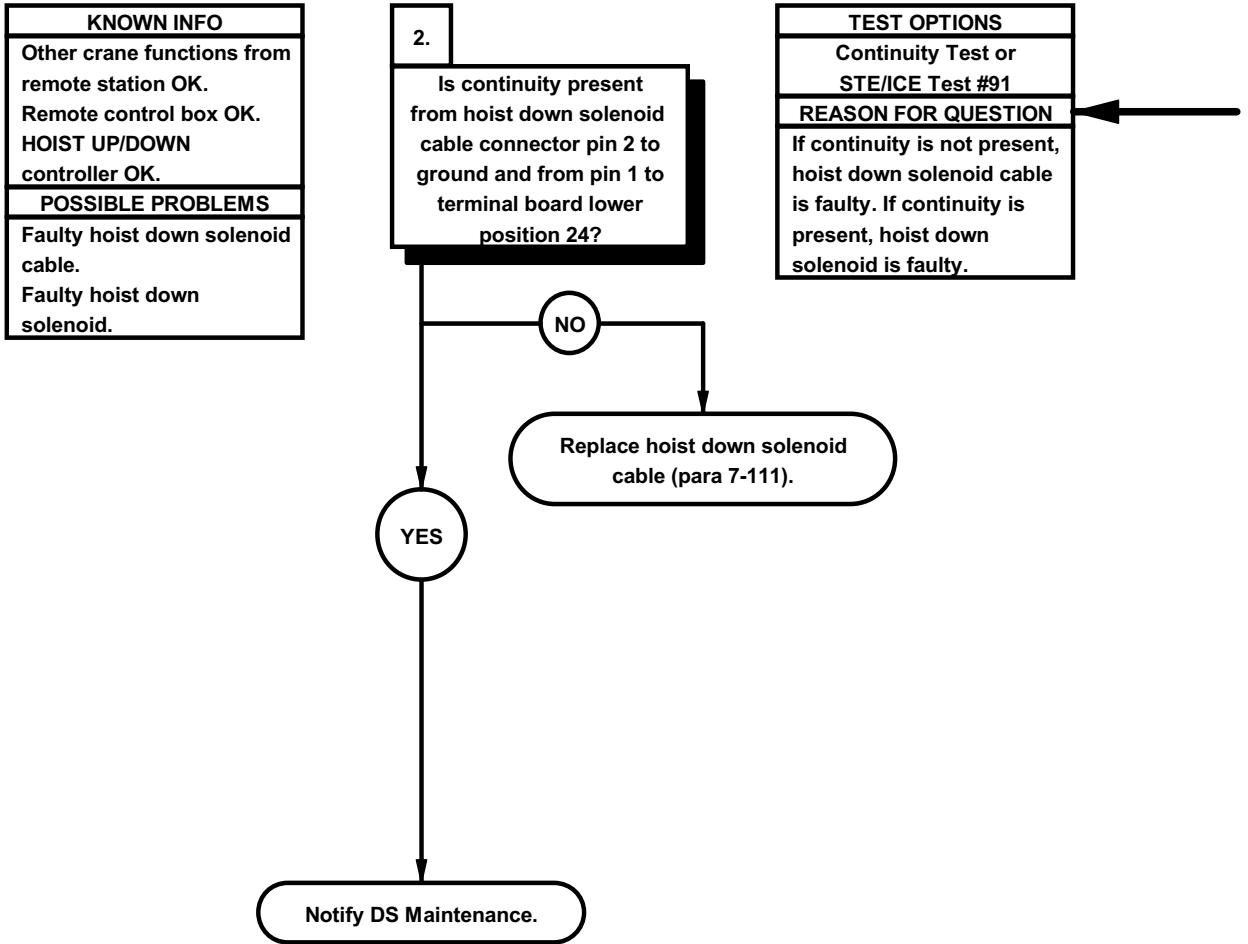 KNOWN INFO
Other crane functions from
remote station OK.
Remote control box OK.
HOIST UP/DOWN
controller OK.
POSSIBLE PROBLEMS
Faulty hoist down solenoid
cable.
Faulty hoist down
solenoid.
2.
Is continuity present
from hoist down solenoid
cable connector pin 2 to
ground and from pin 1 to
terminal board lower
position 24?
TEST OPTIONS
Continuity Test or
STE/ICE Test #91
REASON FOR QUESTION
If continuity is not present,
hoist down solenoid cable
is faulty. If continuity is
present, hoist down
solenoid is faulty.
NO
Replace hoist down solenoid
cable (para 7-111).
YES
Notify DS Maintenance.